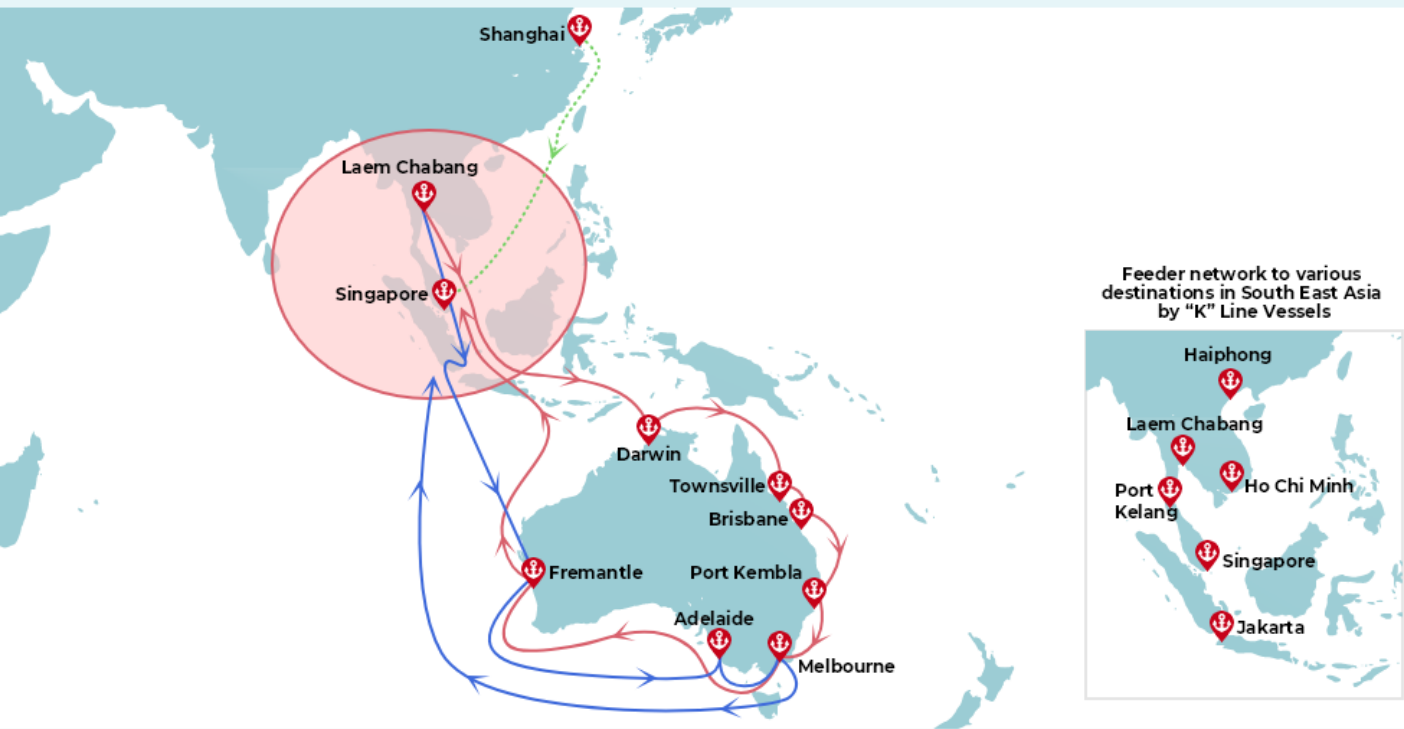 Shanghai
Laem Chabang
Singapore
Darwin
Townsville
Brisbane
Fremantle
Port Kembla
Adelaide
Melbourne
Feeder network to various
destinations in South East Asia
by “K” Line Vessels
Haiphong
Laem Chabang
Ho Chi Minh
Port
Kelang
Singapore
Jakarta